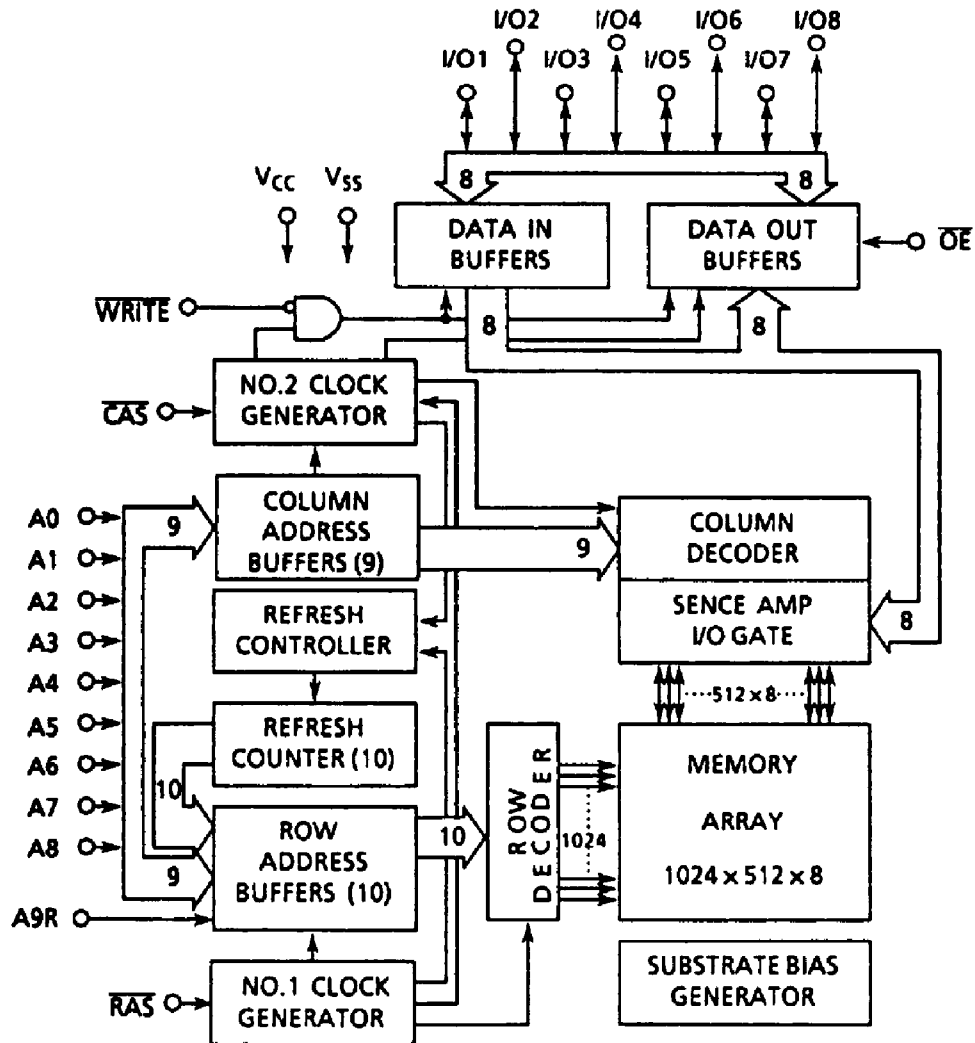 I/O2 I/O4 I/O6 I/O8
I/O1 I/O3 I/O5 I/O7
VCC VSS
8 8
DATA IN
BUFFERS
DATA OUT
BUFFERS
OE
WRITE
8 8
NO.2 CLOCK
GENERATOR
CAS
COLUMN
ADDRESS
BUFFERS (9)
9
9
COLUMN
DECODER
SENCE AMP
I/O GATE
8
A0
A1
A2
A3
A4
A5
A6
A7
A8
A9R
REFRESH
CONTROLLER
REFRESH
COUNTER (10)
10
ROW
ADDRESS
BUFFERS (10)
9
10
ROW
DECODER
1024
512 x 8
MEMORY
ARRAY
1024 x 512 x 8
RAS
NO.1 CLOCK
GENERATOR
SUBSTRATE BIAS
GENERATOR